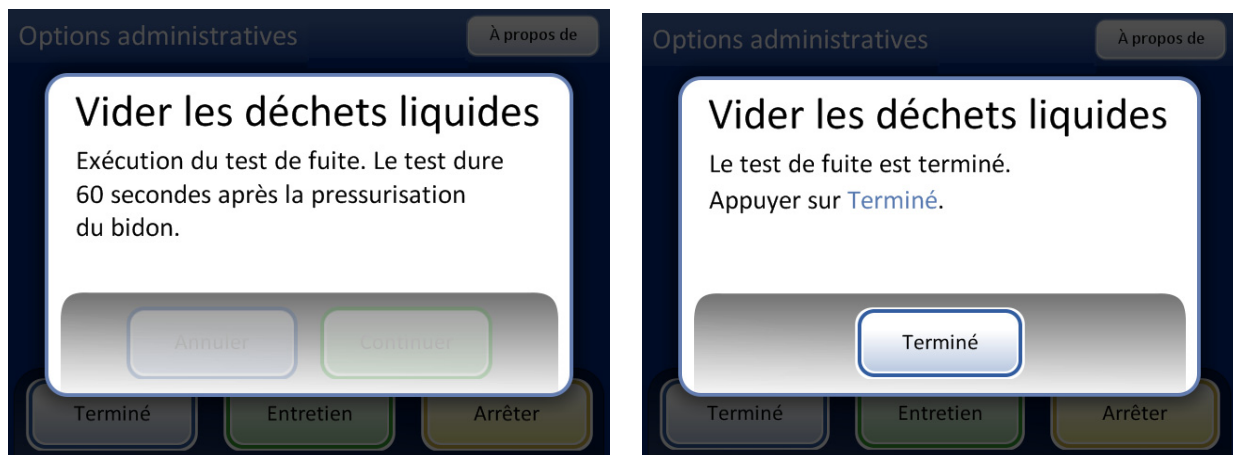 Options administratives
À propos de
Vider les déchets liquides
Exécution du test de fuite. Le test dure
60 secondes après la pressurisation
du bidon.
Annuler
Continuer
Terminé
Entretien
Arrêter
Options administratives
À propos de
Vider les déchets liquides
Le test de fuite est terminé.
Appuyer sur Terminé.
Terminé
Terminé
Entretien
Arrêter